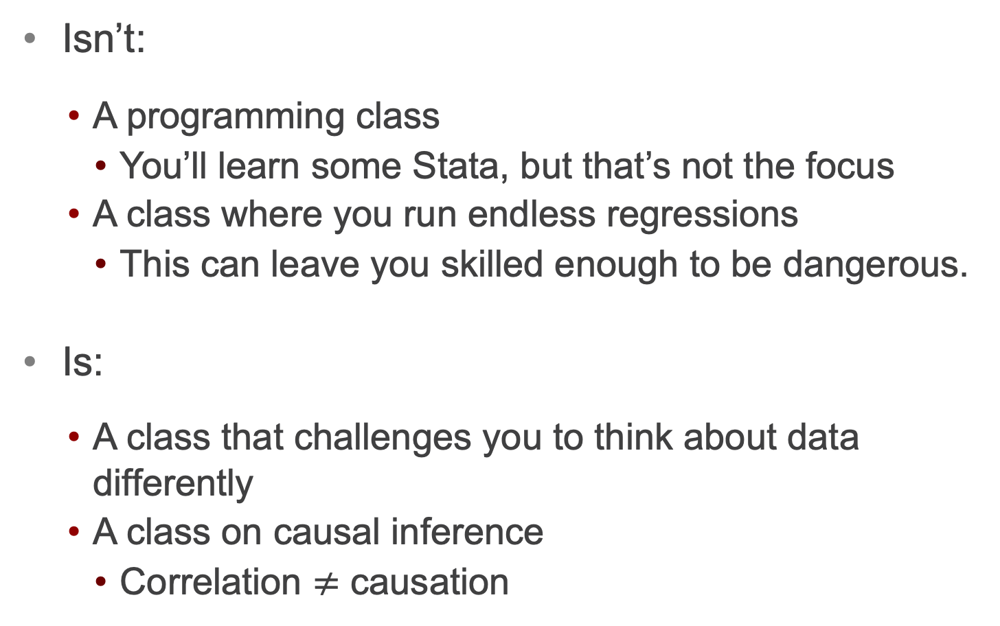 • Isn’t:
• A programming class
• You’ll learn some Stata, but that’s not the focus
• A class where you run endless regressions
• This can leave you skilled enough to be dangerous.
• Is:
• A class that challenges you to think about data
differently
• A class on causal inference
• Correlation ≠ causation